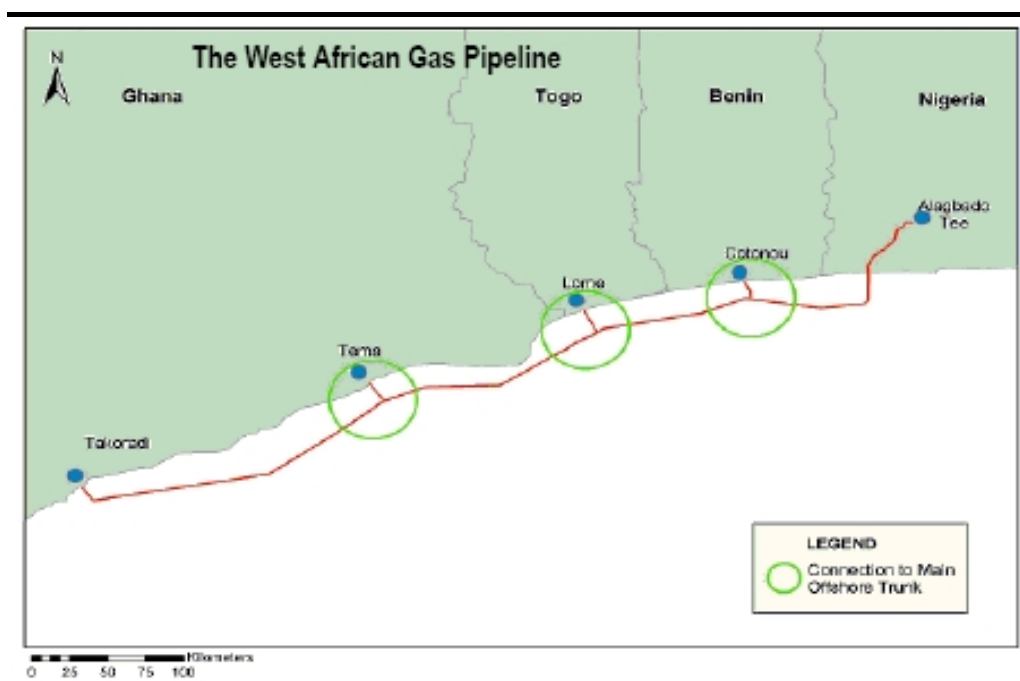 The West African Gas Pipeline
N
Ghana
Togo
Benin
Nigeria
Alagbado
Tee
Cotonou
Lome
Tema
Takoradi
LEGEND
Connection to Main
Offshore Trunk
Kilometers
0 25 50 75 100